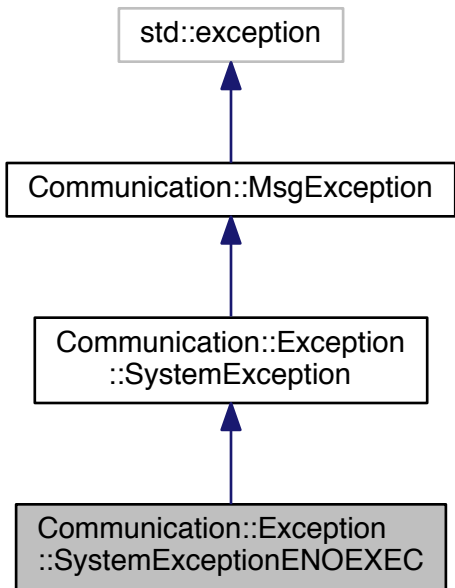 std::exception
Communication::MsgException
Communication::Exception
::SystemException
Communication::Exception
::SystemExceptionENOEXEC